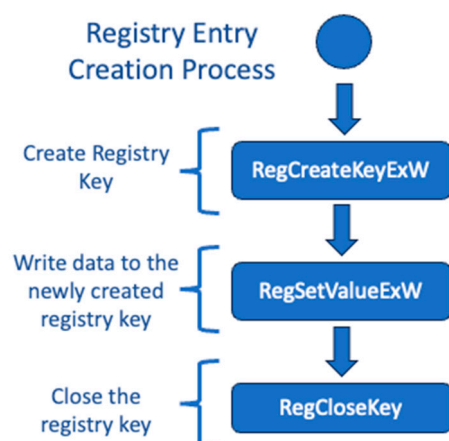 Registry Entry
Creation Process
Create Registry
Key
RegCreateKeyExW
Write data to the
newly created
registry key
RegSetValueExW
Close the
registry key
RegCloseKey